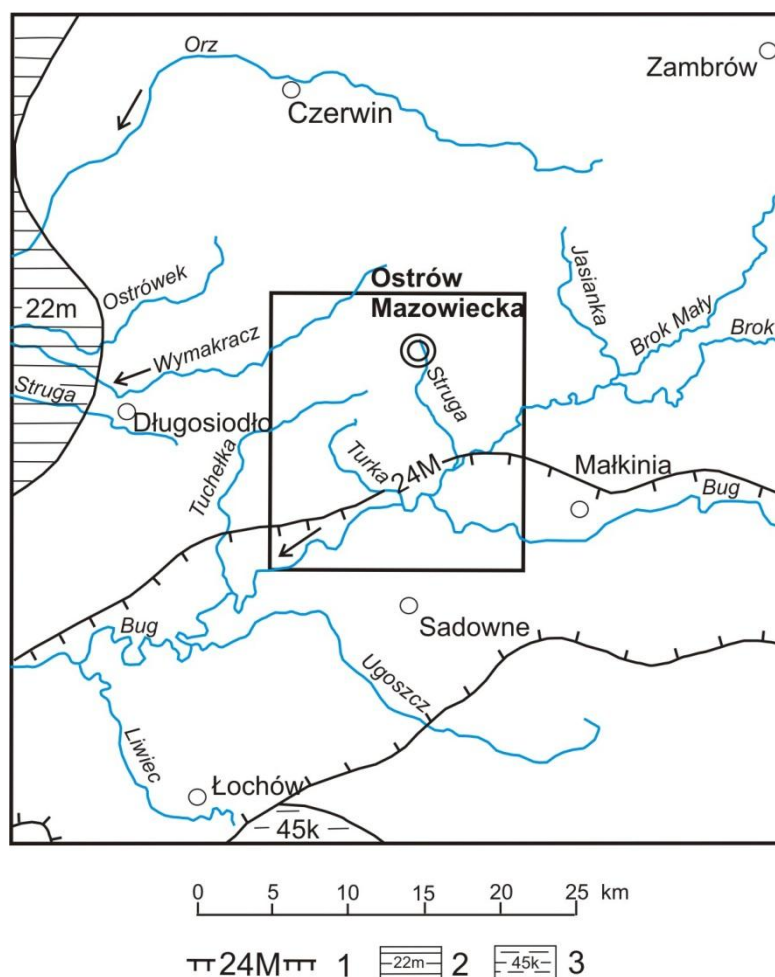 Orz
Zambrów
Czerwin
Ostrówek
22m
Wymakracz
Struga
Długosiodło
Tuchełka
Ostrów
Mazowiecka
Struga
Turka
24M
Jasianka
Brok Mały
Brok
Małkinia
Bug
Sadowne
Bug
Ugoszcz
Liwiec
Łochów
45k
0 5 10 15 20 25 km
24M 1 22m 2 45k 3